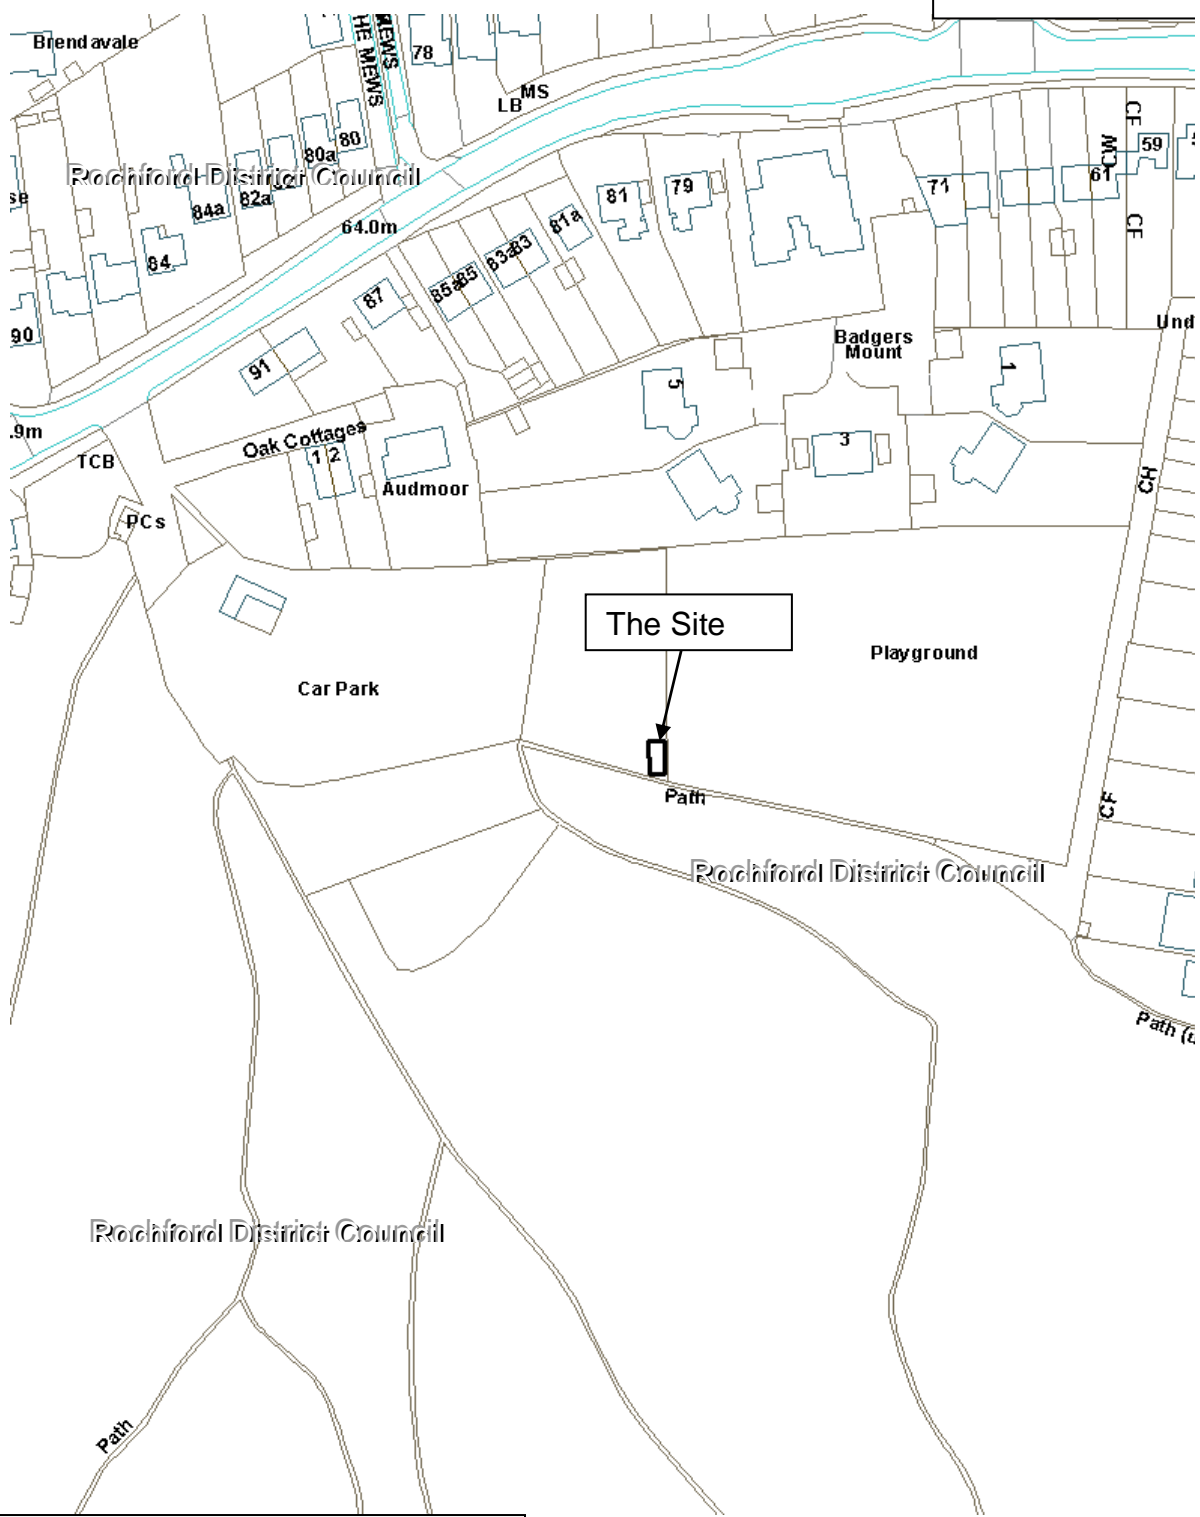 Brendavale
THE MEWS
MEWS
78
MS
LB
80
80a
Rochford District Council
82a
84a
84
90
64.0m
81a
81
79
71
59
61
CF
CW
CF
83
83a
85
85a
87
91
Badgers
Mount
Und
5
1
3
.9m
TCB
PCs
Oak Cottages
1 2
Audmoor
CH
The Site
Playground
Car Park
Path
CF
Rochford District Council
Path (u
Rochford District Council
Path